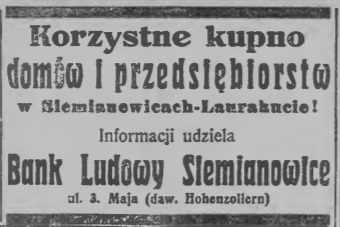 Korzystne kupno
domów i przedsiębiorstw
w Siemianowicach-Laurahucie!
Informacji udziela
Bank Ludowy Siemianowice
ul. 3. Maja (daw. Hohenzollern)